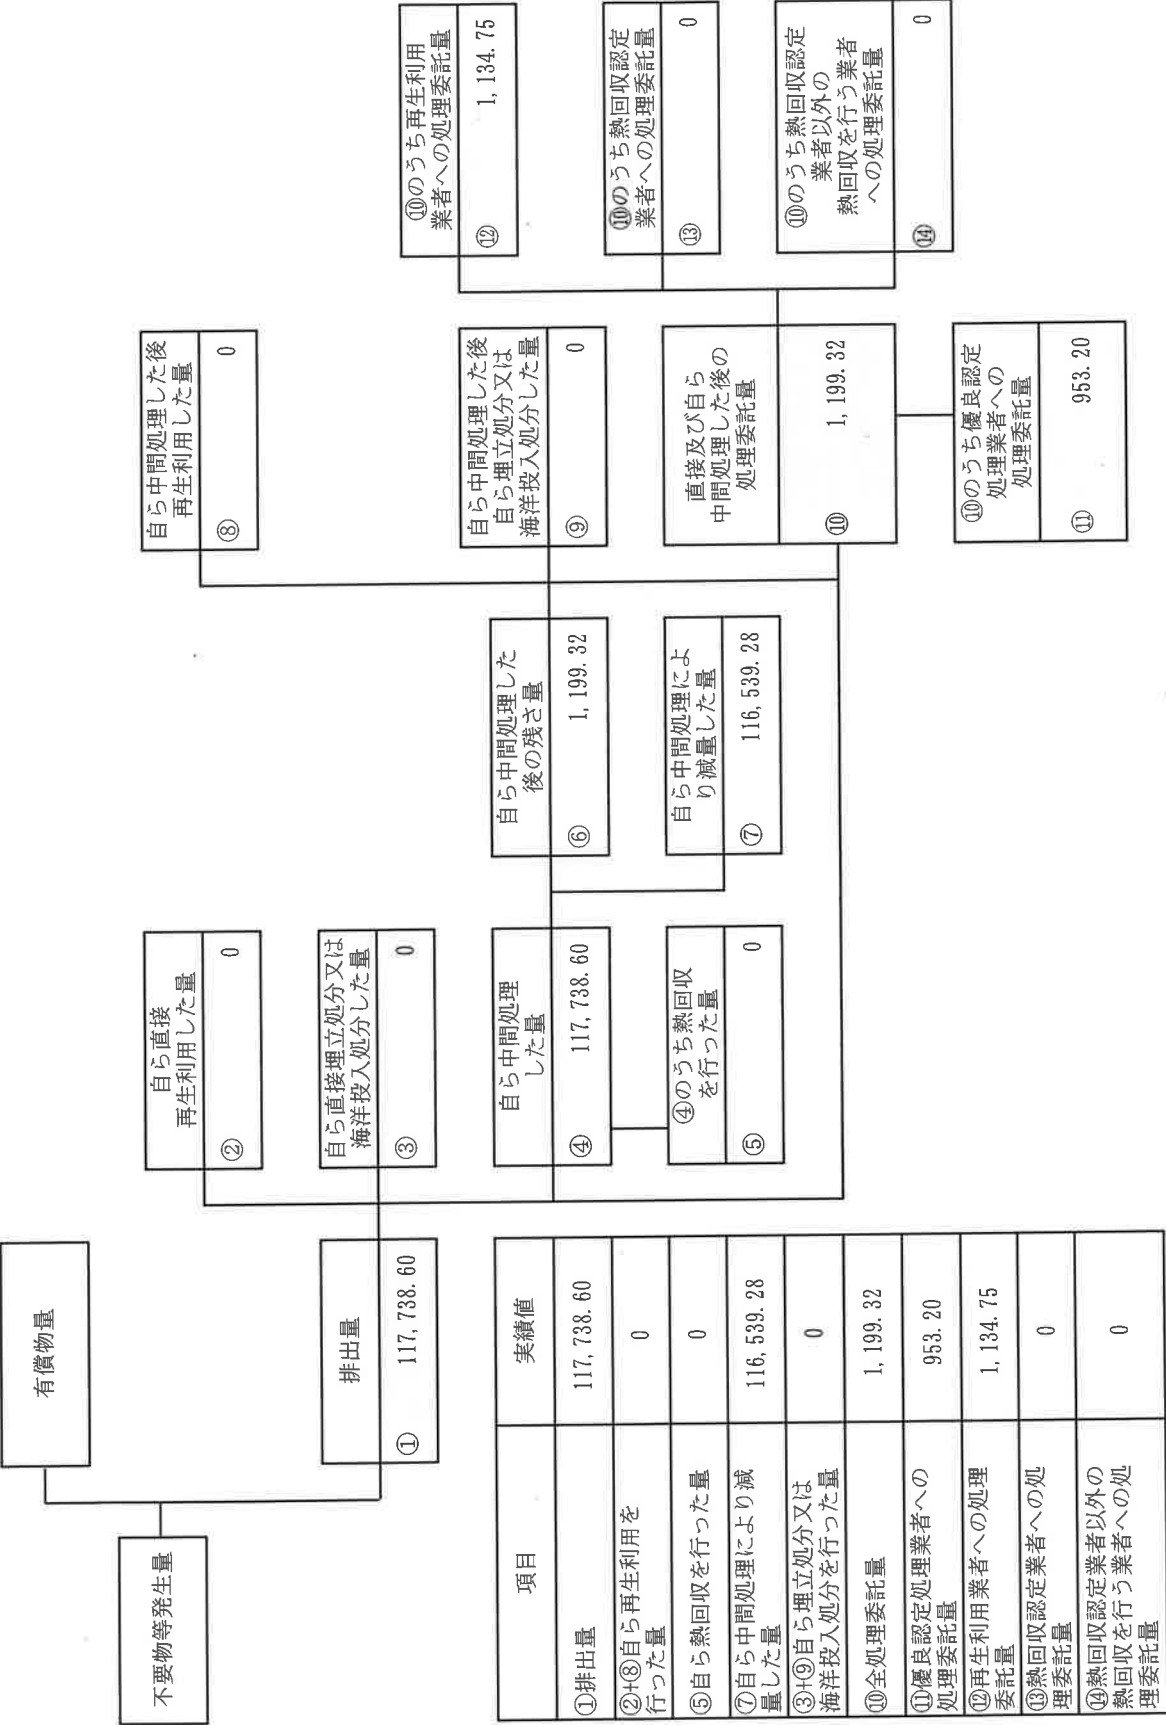 不要物等発生量
有償物量
排出量
① 117,738.60
自ら直接
再生利用した量
② 0
自ら直接埋立処分又は
海洋投入処分した量
③ 0
自ら中間処理
した量
④ 117,738.60
④のうち熱回収
を行った量
⑤ 0
自ら中間処理した
後の残さ量
⑥ 1,199.32
自ら中間処理によ
り減量した量
⑦ 116,539.28
自ら中間処理した後
再生利用した量
⑧ 0
自ら中間処理した後
自ら埋立処分又は
海洋投入処分した量
⑨ 0
直接及び自ら
中間処理した後の
処理委託量
⑩ 1,199.32
⑩のうち優良認定
処理業者への
処理委託量
⑪ 953.20
⑩のうち再生利用
業者への処理委託量
⑫ 1,134.75
⑩のうち熱回収認定
業者への処理委託量
⑬ 0
⑩のうち熱回収認定
業者以外の
熱回収を行う業者
への処理委託量
⑭ 0
項目 実績値
①排出量 117,738.60
②+⑧自ら再生利用を
行った量 0
⑤自ら熱回収を行った量 0
⑦自ら中間処理により減
量した量 116,539.28
③+⑨自ら埋立処分又は
海洋投入処分を行った量 0
⑩全処理委託量 1,199.32
⑪優良認定処理業者への
処理委託量 953.20
⑫再生利用業者への処理
委託量 1,134.75
⑬熱回収認定業者への処
理委託量 0
⑭熱回収認定業者以外の
熱回収を行う業者への処
理委託量 0